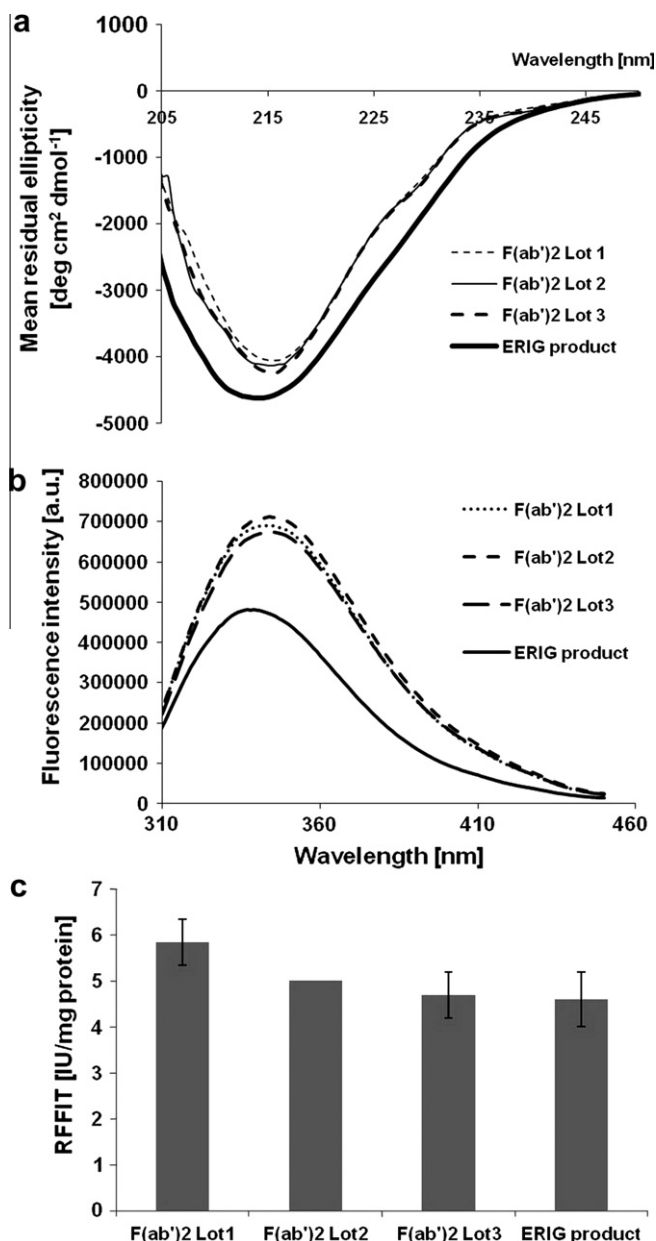 a
Wavelength [nm]
0
205 215 225 235 245
-1000
-2000
-3000
-4000
-5000
Mean residual ellipticity
[deg cm² dmol⁻¹]
F(ab')2 Lot 1
F(ab')2 Lot 2
F(ab')2 Lot 3
ERIG product
b
800000
700000
600000
500000
400000
300000
200000
100000
0
Fluorescence intensity [a.u.]
F(ab')2 Lot1
F(ab')2 Lot2
F(ab')2 Lot3
ERIG product
310 360 410 460
Wavelength [nm]
c
7
6
5
4
3
2
1
0
RFFIT [IU/mg protein]
F(ab')2 Lot1 F(ab')2 Lot2 F(ab')2 Lot3 ERIG product